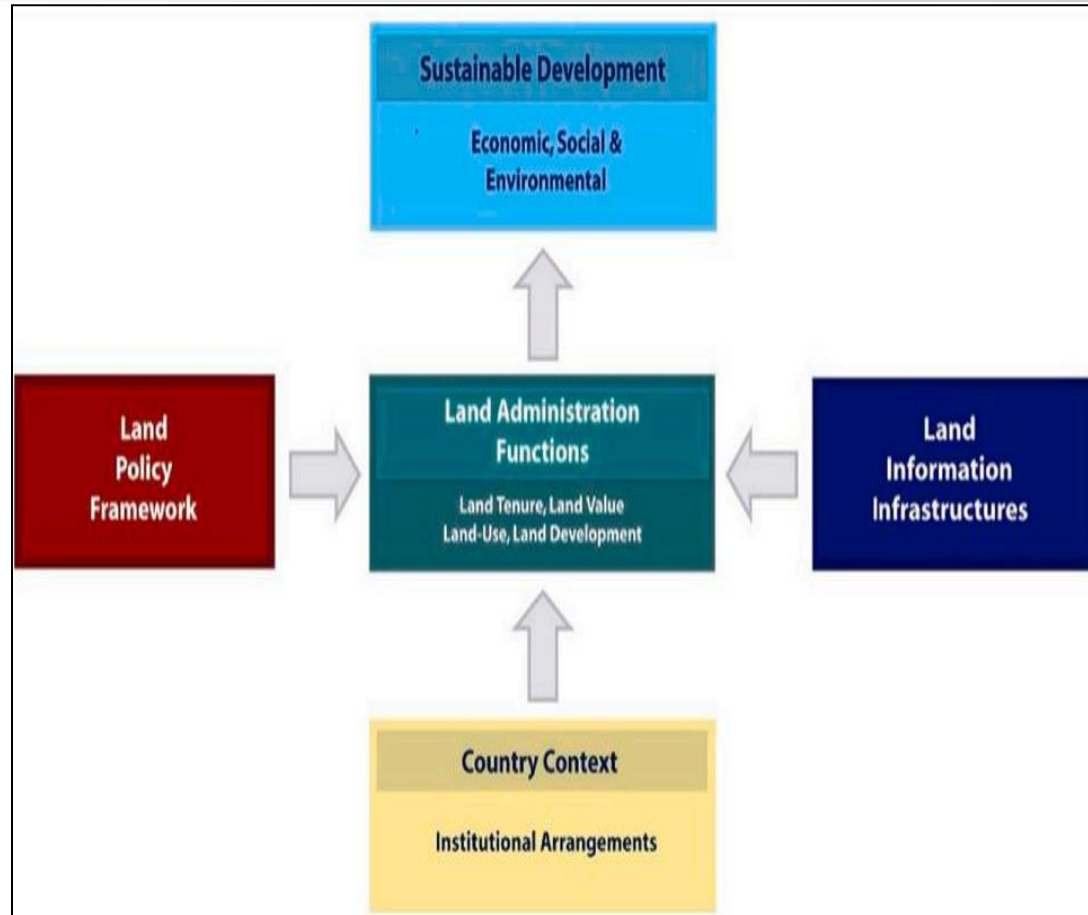 Sustainable Development
Economic, Social &
Environmental
Land
Policy
Framework
Land Administration
Functions
Land Tenure, Land Value
Land-Use, Land Development
Land
Information
Infrastructures
Country Context
Institutional Arrangements